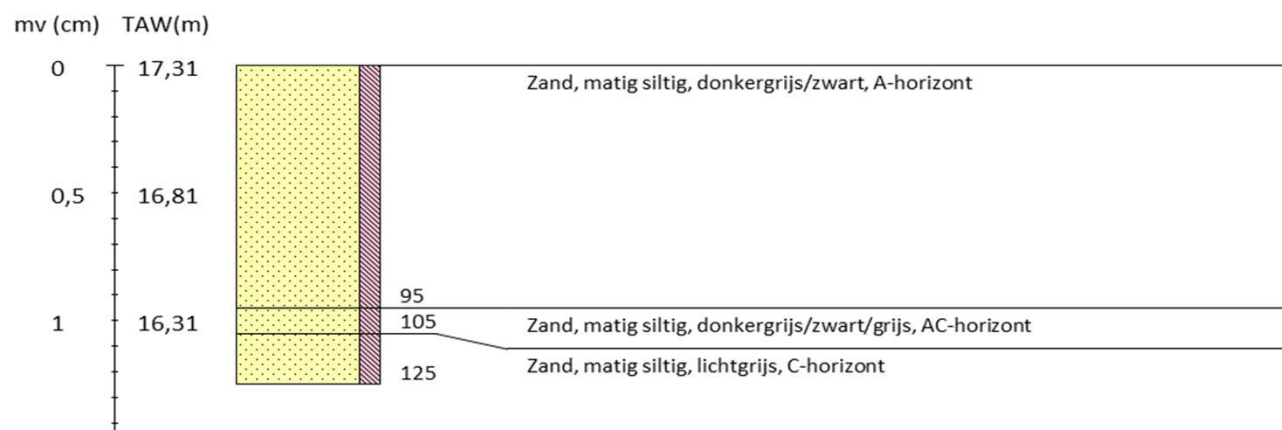 mv (cm) TAW(m)
0 17,31
Zand, matig siltig, donkergrijs/zwart, A-horizont
0,5 16,81
95
1 16,31
105
Zand, matig siltig, donkergrijs/zwart/grijs, AC-horizont
Zand, matig siltig, lichtgrijs, C-horizont
125